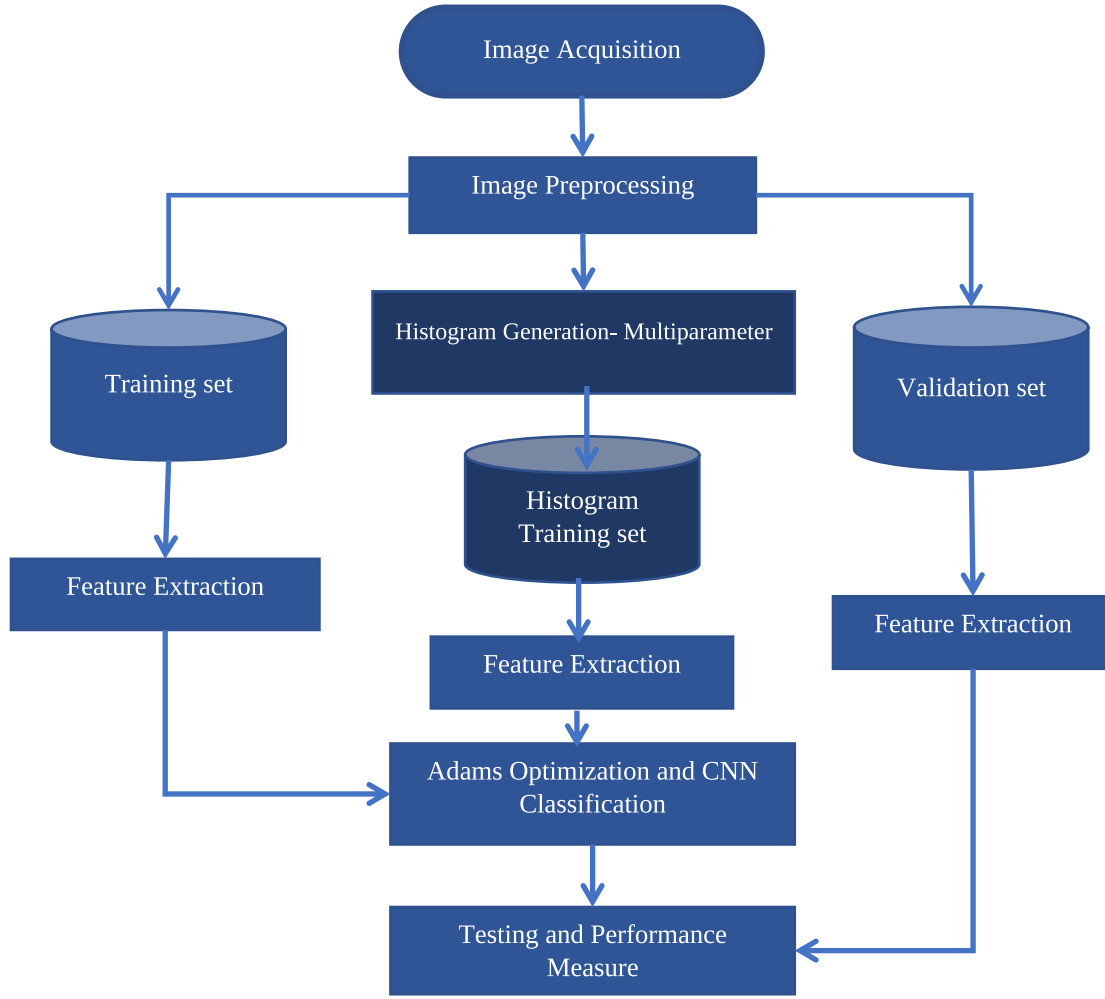 Image Acquisition
Image Preprocessing
Histogram Generation- Multiparameter
Training set
Validation set
Histogram
Training set
Feature Extraction
Feature Extraction
Feature Extraction
Adams Optimization and CNN
Classification
Testing and Performance
Measure